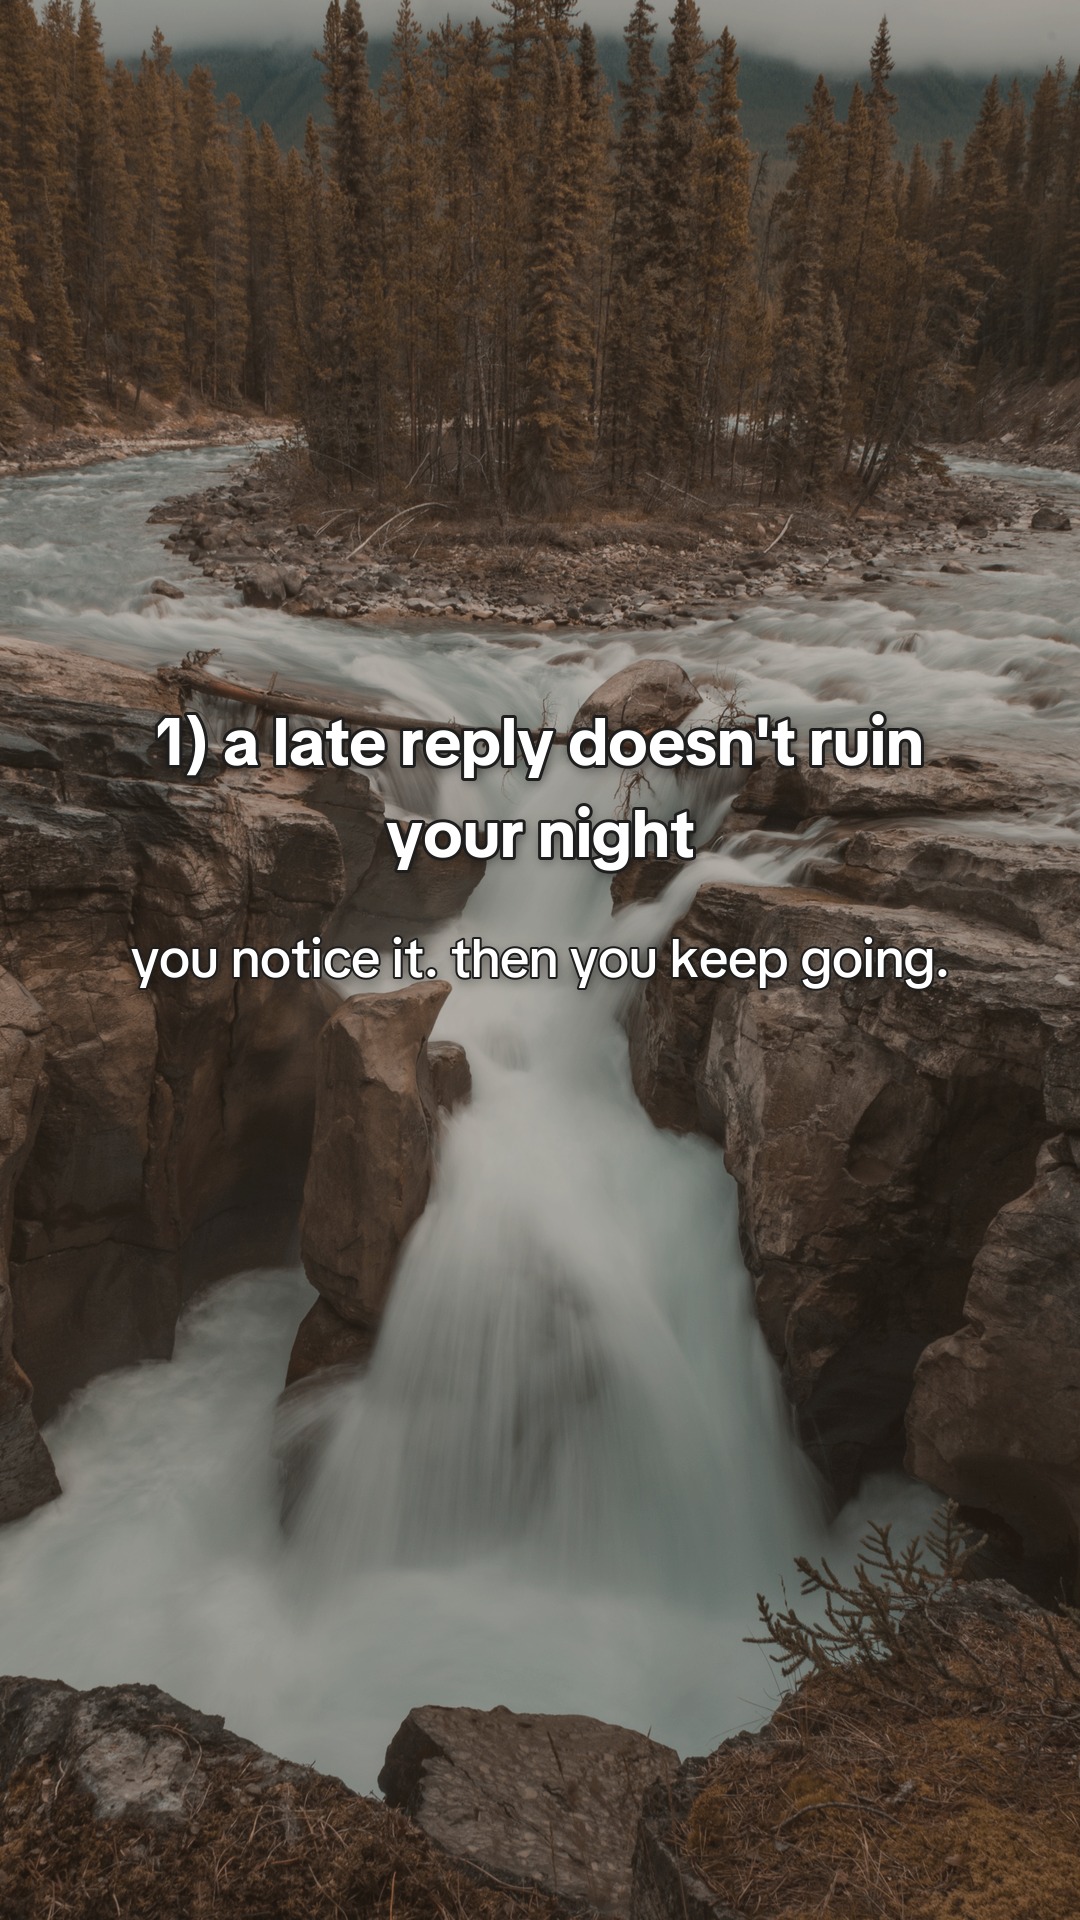 1) a late reply doesn't ruin
your night
you notice it. then you keep going.